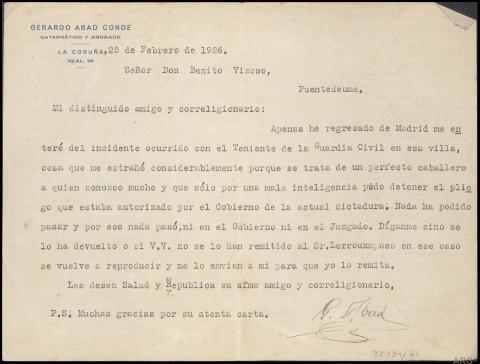 GERARDO ABAD CONDE
CATEDRÁTICO Y ABOGADO
LA CORUÑA, 25 de Febrero de 1926.
REAL, 36
Señor Don Benito Vizoso,
Puentedeume.
Mi distinguido amigo y correligionario:
Apenas he regresado de Madrid me en
teré del incidente ocurrido con el Teniente de la Guardia Civil en esa villa,
cosa que me estrañó considerablemente porque se trata de un perfecto caballero
a quien conozco mucho y que sólo por una mala inteligencia pudo detener el plie
go que estaba autorizado por el Gobierno de la actual dictadura. Nada ha podido
pasar y por eso nada pasó, ni en el Gobierno ni en el Juzgado. Díganme sino se
lo ha devuelto o si V.V. no se lo han remitido al Sr. Lerroux,pues en ese caso
se vuelve a reproducir y me lo envian a mi para que yo lo remita.
Les deseo Salud y República su afmo amigo y correligionario,
P.S. Muchas gracias por su atenta carta.
G. Abad